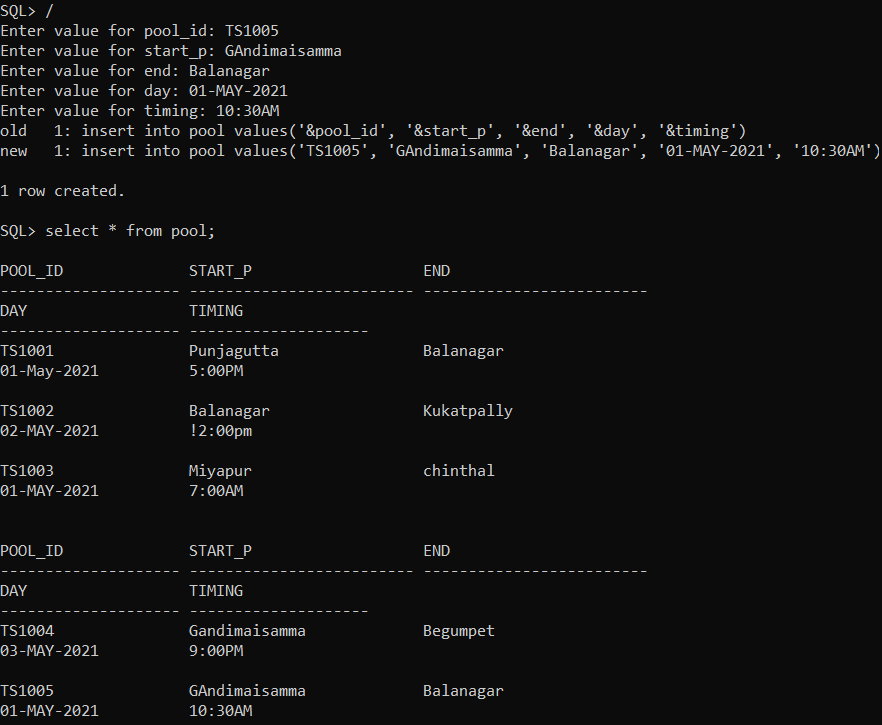 SQL> /
Enter value for pool_id: TS1005
Enter value for start_p: GAndimaisamma
Enter value for end: Balanagar
Enter value for day: 01-MAY-2021
Enter value for timing: 10:30AM
old   1: insert into pool values('&pool_id', '&start_p', '&end', '&day', '&timing')
new   1: insert into pool values('TS1005', 'GAndimaisamma', 'Balanagar', '01-MAY-2021', '10:30AM')
1 row created.
SQL> select * from pool;
POOL_ID              START_P                   END
-------------------- ------------------------- -------------------------
DAY                  TIMING
-------------------- --------------------
TS1001               Punjagutta                Balanagar
01-May-2021          5:00PM
TS1002               Balanagar                 Kukatpally
02-MAY-2021          !2:00pm
TS1003               Miyapur                   chinthal
01-MAY-2021          7:00AM
POOL_ID              START_P                   END
-------------------- ------------------------- -------------------------
DAY                  TIMING
-------------------- --------------------
TS1004               Gandimaisamma             Begumpet
03-MAY-2021          9:00PM
TS1005               GAndimaisamma             Balanagar
01-MAY-2021          10:30AM